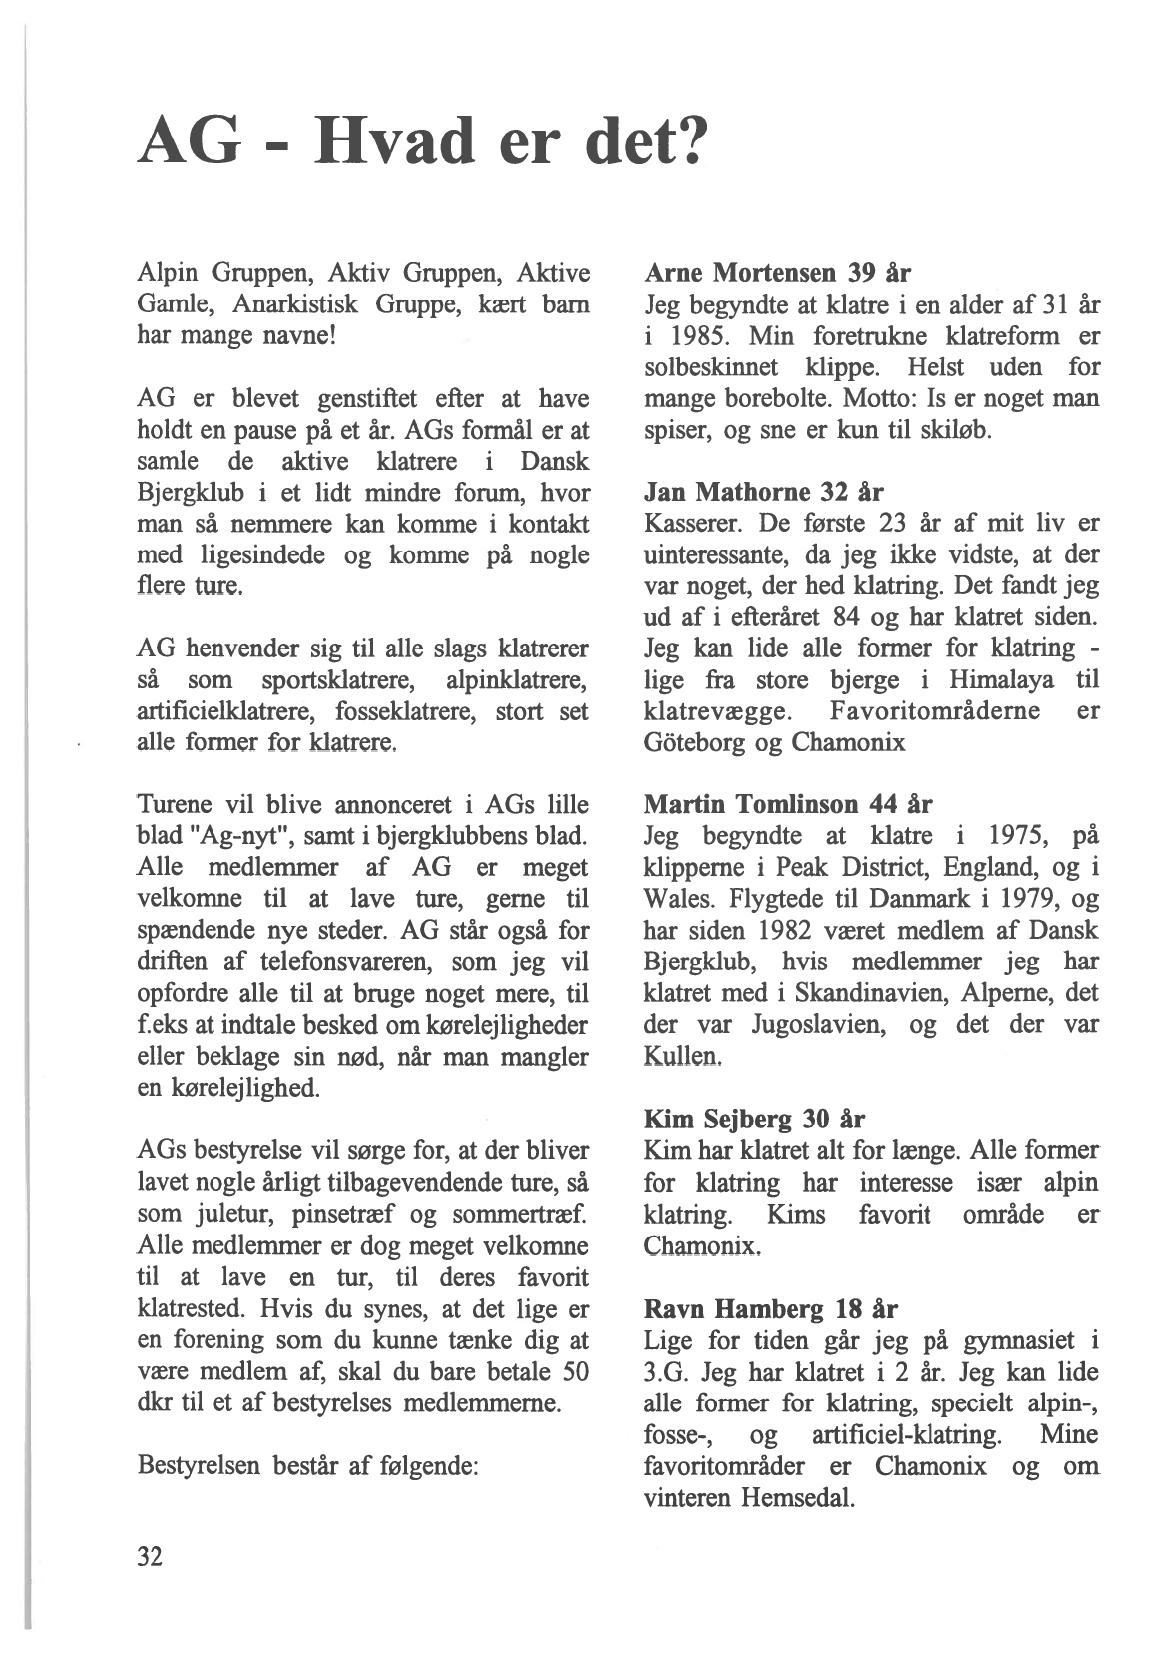 AG - Hvad er det?
Alpin Gruppen, Aktiv Gruppen, Aktive
Gamle, Anarkistisk Gruppe, kært barn
har mange navne!
AG er blevet genstiftet efter at have
holdt en pause på et år. AGs formål er at
samle de aktive klatrere i Dansk
Bjergklub i et lidt mindre forum, hvor
man så nemmere kan komme i kontakt
med ligesindede og komme på nogle
flere ture.
AG henvender sig til alle slags klatrerer
så som sportsklatrere, alpinklatrere,
artificielklatrere, fosseklatrere, stort set
alle former for klatrere.
Turene vil blive annonceret i AGs lille
blad "Ag-nyt", samt i bjergklubbens blad.
Alle medlemmer af AG er meget
velkomne til at lave ture, gerne til
spændende nye steder. AG står også for
driften af telefonsvareren, som jeg vil
opfordre alle til at bruge noget mere, til
f.eks at indtale besked om kørelejligheder
eller beklage sin nød, når man mangler
en kørelejlighed.
AGs bestyrelse vil sørge for, at der bliver
lavet nogle årligt tilbagevendende ture, så
som juletur, pinsetræf og sommertræf.
Alle medlemmer er dog meget velkomne
til at lave en tur, til deres favorit
klatrested. Hvis du synes, at det lige er
en forening som du kunne tænke dig at
være medlem af, skal du bare betale 50
dkr til et af bestyrelses medlemmerne.
Bestyrelsen består af følgende:
Arne Mortensen 39 år
Jeg begyndte at klatre i en alder af 31 år
i 1985. Min foretrukne klatreform er
solbeskinnet klippe. Helst uden for
mange borebolte. Motto: Is er noget man
spiser, og sne er kun til skiløb.
Jan Mathorne 32 år
Kasserer. De første 23 år af mit liv er
uinteressante, da jeg ikke vidste, at der
var noget, der hed klatring. Det fandt jeg
ud af i efteråret 84 og har klatret siden.
Jeg kan lide alle former for klatring -
lige fra store bjerge i Himalaya til
klatrevægge. Favoritområderne er
Göteborg og Chamonix
Martin Tomlinson 44 år
Jeg begyndte at klatre i 1975, på
klipperne i Peak District, England, og i
Wales. Flygtede til Danmark i 1979, og
har siden 1982 været medlem af Dansk
Bjergklub, hvis medlemmer jeg har
klatret med i Skandinavien, Alperne, det
der var Jugoslavien, og det der var
Kullen.
Kim Sejberg 30 år
Kim har klatret alt for længe. Alle former
for klatring har interesse især alpin
klatring. Kims favorit område er
Chamonix.
Ravn Hamberg 18 år
Lige for tiden går jeg på gymnasiet i
3.G. Jeg har klatret i 2 år. Jeg kan lide
alle former for klatring, specielt alpin-,
fosse-, og artificiel-klatring. Mine
favoritområder er Chamonix og om
vinteren Hemsedal.
32